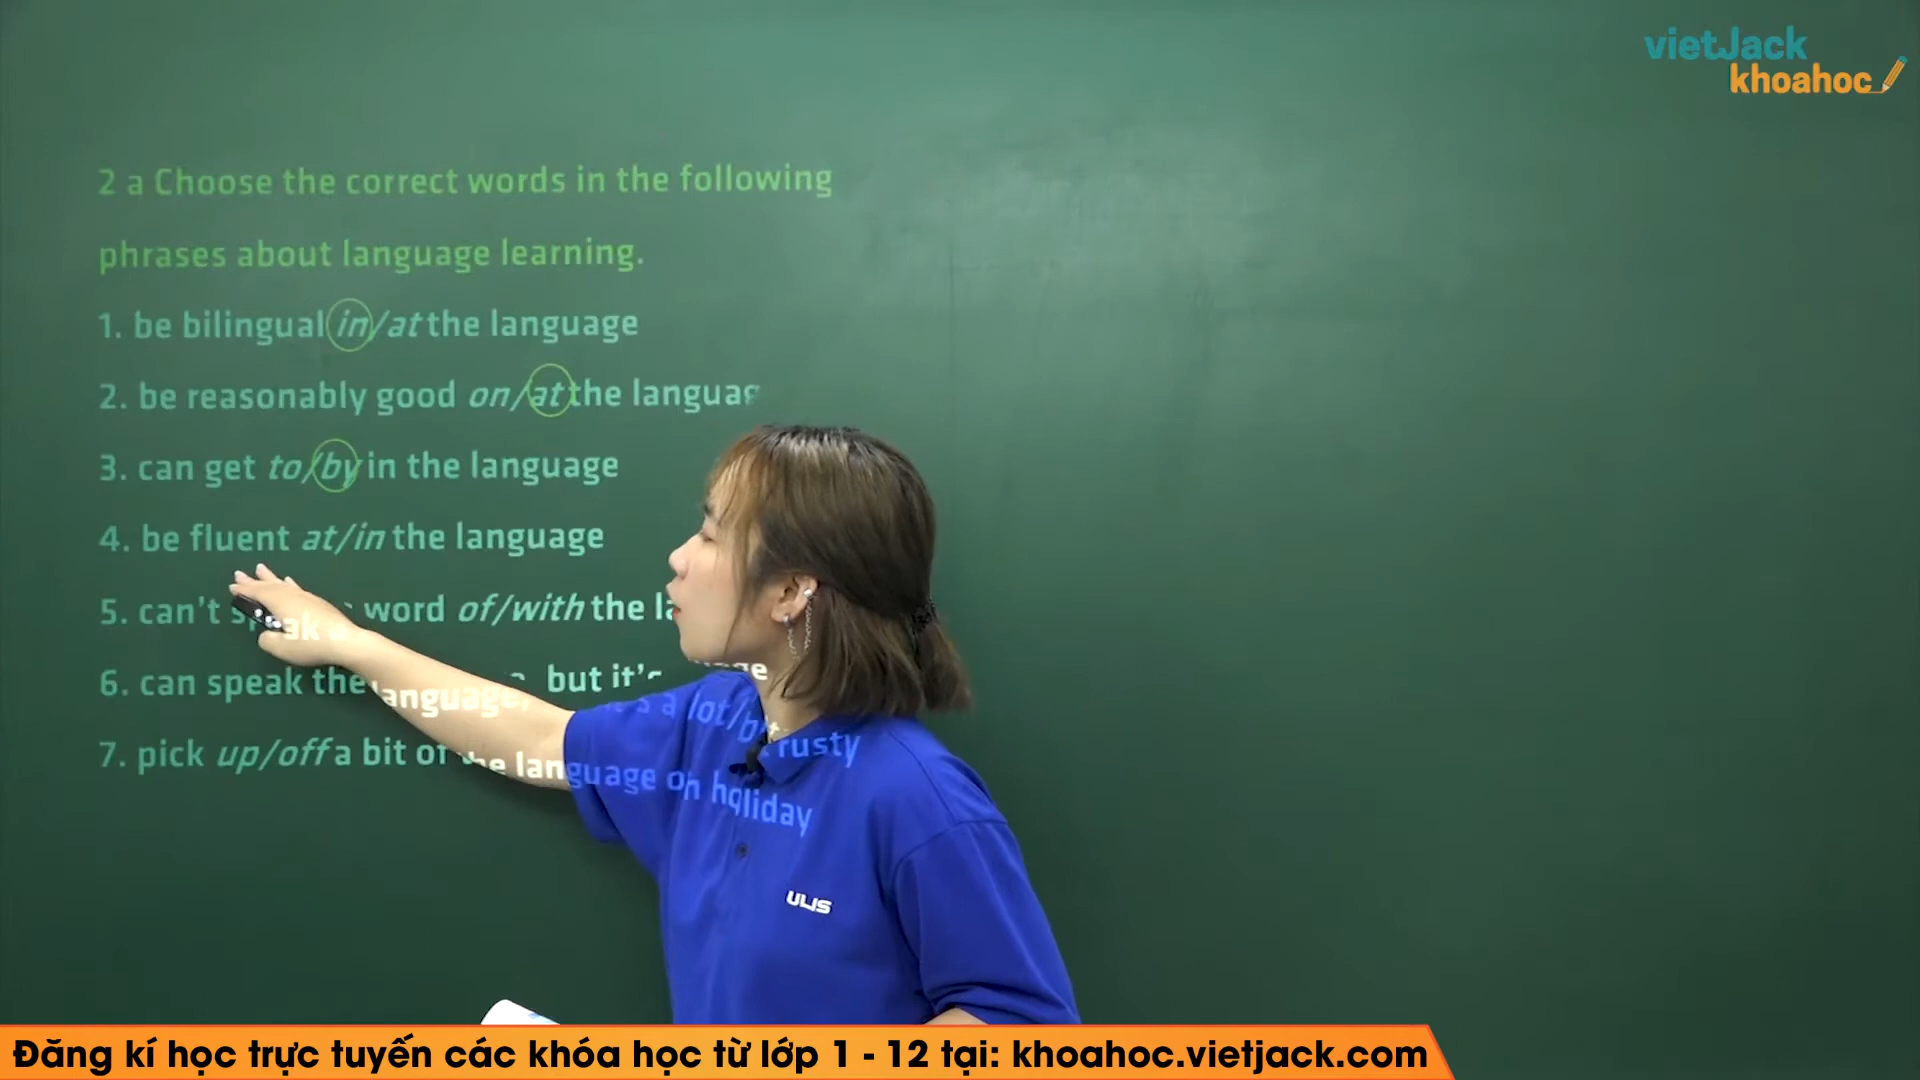 vietJack
khoahoc
2 a Choose the correct words in the following
phrases about language learning.
1. be bilingual in/at the language
2. be reasonably good on/at the languag
3. can get to/by in the language
4. be fluent at/in the language
5. can't speak a word of/with the language
6. can speak the language, but it's a lot/bit rusty
7. pick up/off a bit of the language on holiday
ULIS
Đăng kí học trực tuyến các khóa học từ lớp 1 - 12 tại: khoahoc.vietjack.com